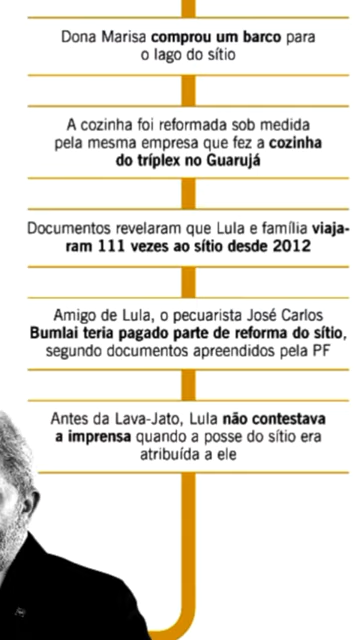 Dona Marisa comprou um barco para
o lago do sítio
A cozinha foi reformada sob medida
pela mesma empresa que fez a cozinha
do tríplex no Guarujá
Documentos revelaram que Lula e família viaja-
ram 111 vezes ao sítio desde 2012
Amigo de Lula, o pecuarista José Carlos
Bumlai teria pagado parte de reforma do sítio,
segundo documentos apreendidos pela PF
Antes da Lava-Jato, Lula não contestava
a imprensa quando a posse do sítio era
atribuída a ele